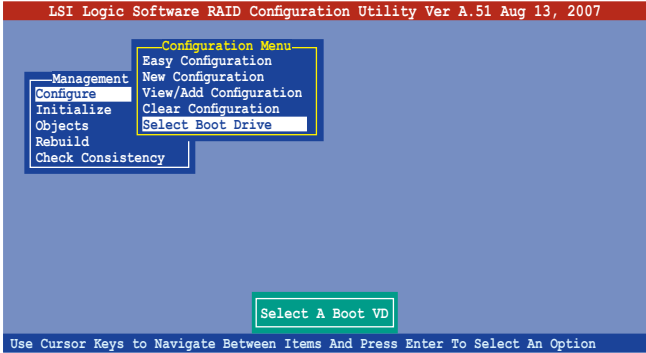 LSI Logic Software RAID Configuration Utility Ver A.51 Aug 13, 2007
Configuration Menu
Easy Configuration
New Configuration
View/Add Configuration
Clear Configuration
Select Boot Drive
Management
Configure
Initialize
Objects
Rebuild
Check Consistency
Select A Boot VD
Use Cursor Keys to Navigate Between Items And Press Enter To Select An Option